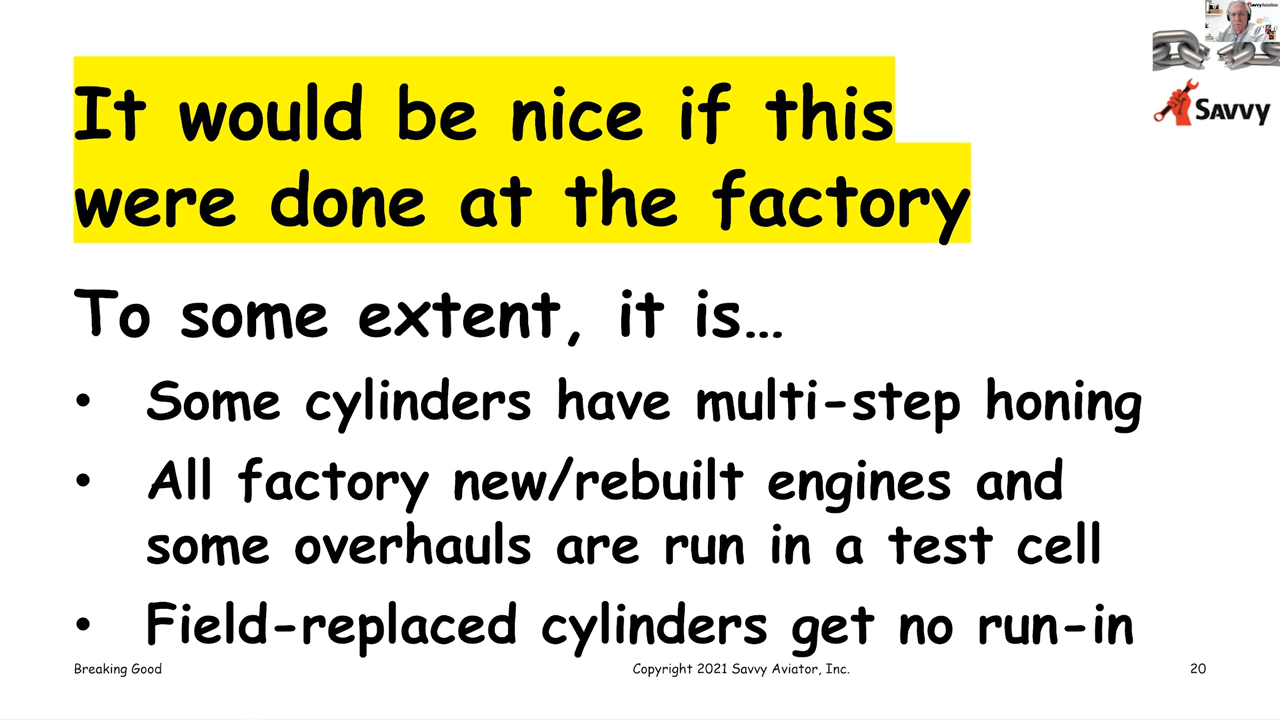 It would be nice if this
were done at the factory
SAVVY
To some extent, it is…
• Some cylinders have multi-step honing
• All factory new/rebuilt engines and
some overhauls are run in a test cell
• Field-replaced cylinders get no run-in
Breaking Good
Copyright 2021 Savvy Aviator, Inc.
20